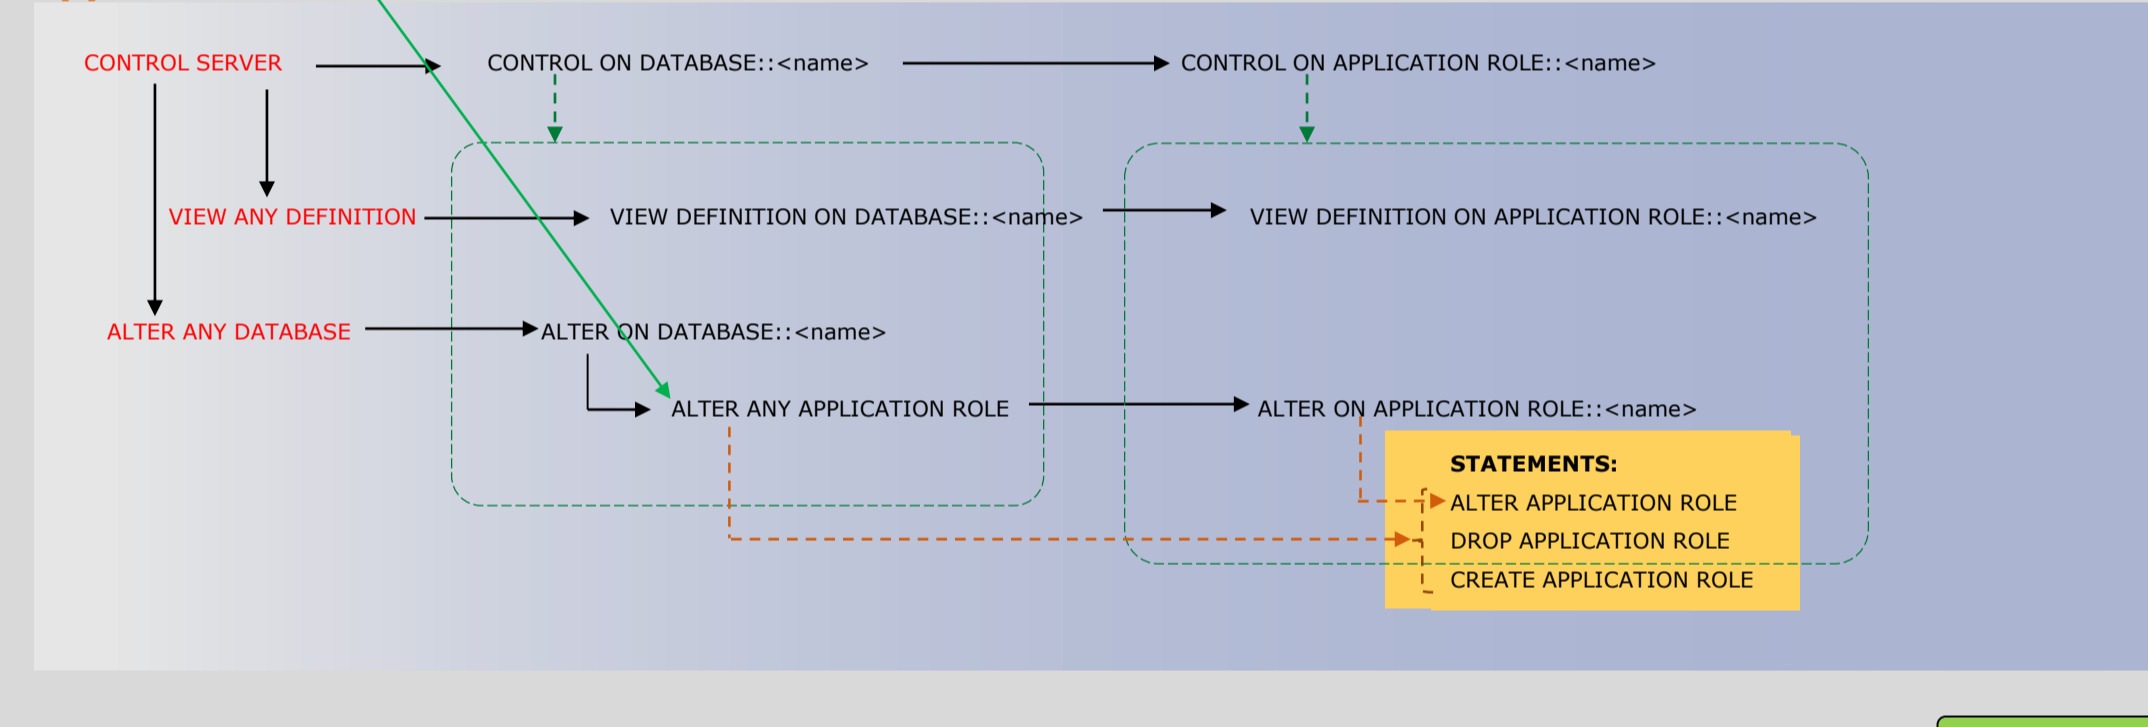 CONTROL SERVER
CONTROL ON DATABASE::<name>
CONTROL ON APPLICATION ROLE::<name>
VIEW ANY DEFINITION
VIEW DEFINITION ON DATABASE::<name>
VIEW DEFINITION ON APPLICATION ROLE::<name>
ALTER ANY DATABASE
ALTER ON DATABASE::<name>
ALTER ANY APPLICATION ROLE
ALTER ON APPLICATION ROLE::<name>
STATEMENTS:
ALTER APPLICATION ROLE
DROP APPLICATION ROLE
CREATE APPLICATION ROLE